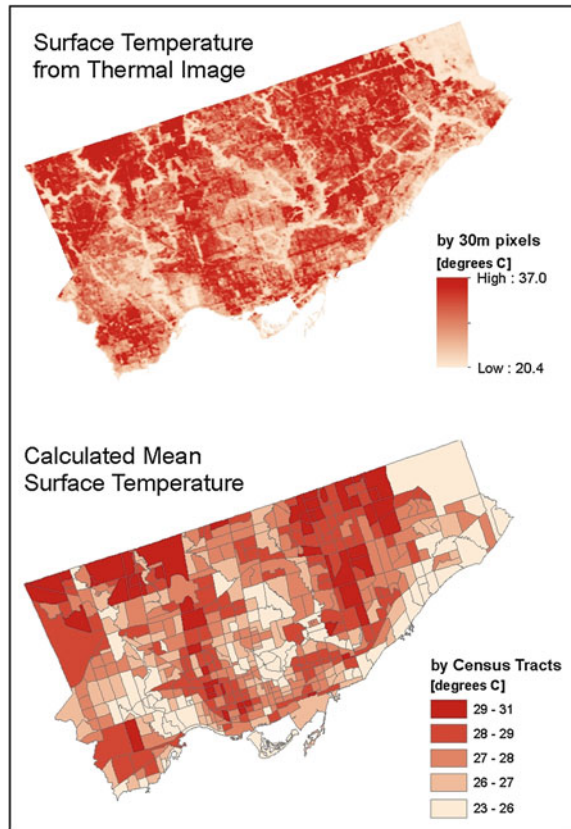 Surface Temperature
from Thermal Image
by 30m pixels
[degrees C]
High : 37.0
Low : 20.4
Calculated Mean
Surface Temperature
by Census Tracts
[degrees C]
29 - 31
28 - 29
27 - 28
26 - 27
23 - 26